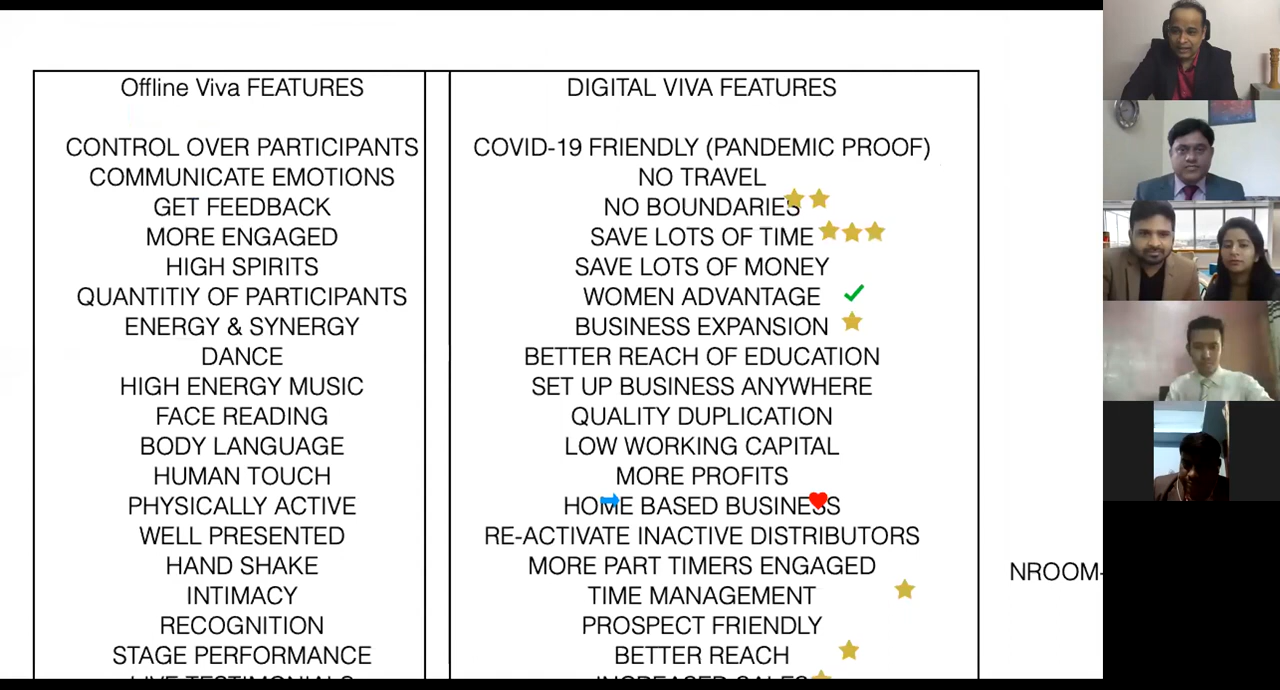 Offline Viva FEATURES
CONTROL OVER PARTICIPANTS
COMMUNICATE EMOTIONS
GET FEEDBACK
MORE ENGAGED
HIGH SPIRITS
QUANTITIY OF PARTICIPANTS
ENERGY & SYNERGY
DANCE
HIGH ENERGY MUSIC
FACE READING
BODY LANGUAGE
HUMAN TOUCH
PHYSICALLY ACTIVE
WELL PRESENTED
HAND SHAKE
INTIMACY
RECOGNITION
STAGE PERFORMANCE
LIVE TESTIMONIALS
DIGITAL VIVA FEATURES
COVID-19 FRIENDLY (PANDEMIC PROOF)
NO TRAVEL
NO BOUNDARIES
SAVE LOTS OF TIME
SAVE LOTS OF MONEY
WOMEN ADVANTAGE
BUSINESS EXPANSION
BETTER REACH OF EDUCATION
SET UP BUSINESS ANYWHERE
QUALITY DUPLICATION
LOW WORKING CAPITAL
MORE PROFITS
HOME BASED BUSINESS
RE-ACTIVATE INACTIVE DISTRIBUTORS
MORE PART TIMERS ENGAGED
TIME MANAGEMENT
PROSPECT FRIENDLY
BETTER REACH
INCREASED SALES
NROOM-